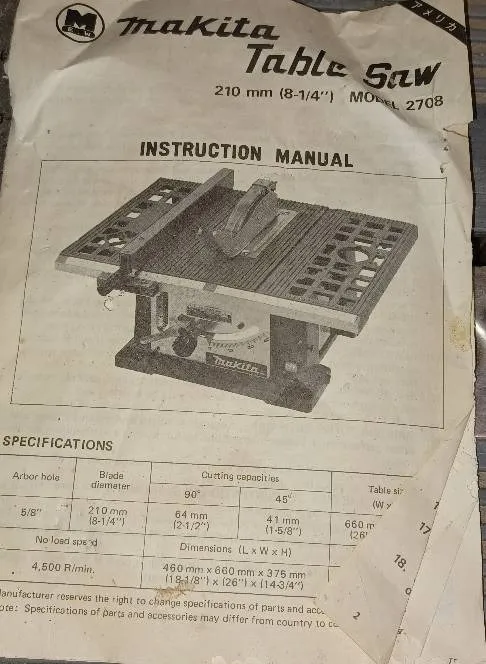 アメリカ
M
makita
Table Saw
210 mm (8-1/4") MODEL 2708
INSTRUCTION MANUAL
makita
SPECIFICATIONS
Arbor hole
Blade diameter
Cutting capacities
90°
45°
Table
(W x
5/8"
210 mm
(8-1/4")
64 mm
(2-1/2")
41 mm
(1-5/8")
660 m
(26"
No load speed
Dimensions (L x W x H)
4,500 R/min.
460 mm x 660 mm x 375 mm
(18-1/8") x (26") x (14-3/4")
anufacturer reserves the right to change specifications of parts and acc
ote: Specifications of parts and accessories may differ from country to co
17
18.
2